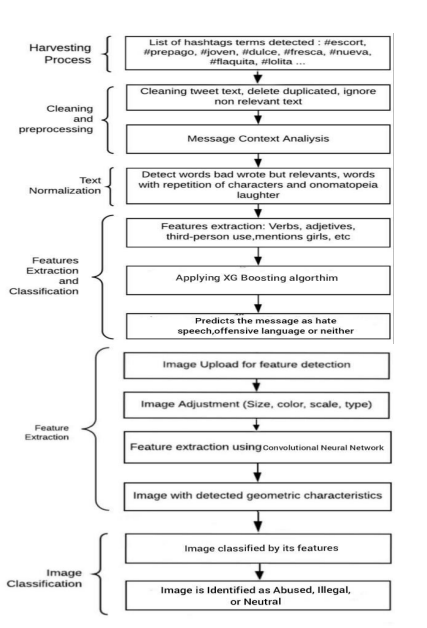 Harvesting
Process
List of hashtags terms detected : #escort,
#prepago, #joven, #dulce, #fresca, #nueva,
#flaquita, #lolita ...
Cleaning
and
preprocessing
Cleaning tweet text, delete duplicated, ignore
non relevant text
Message Context Analiysis
Text
Normalization
Detect words bad wrote but relevants, words
with repetition of characters and onomatopeia
laughter
Features
Extraction
and
Classification
Features extraction: Verbs, adjetives,
third-person use,mentions girls, etc
Applying XG Boosting algorthim
Predicts the message as hate
speech,offensive language or neither
Feature
Extraction
Image Upload for feature detection
Image Adjustment (Size, color, scale, type)
Feature extraction using Convolutional Neural Network
Image with detected geometric characteristics
Image
Classification
Image classified by its features
Image is Identified as Abused, Illegal,
or Neutral